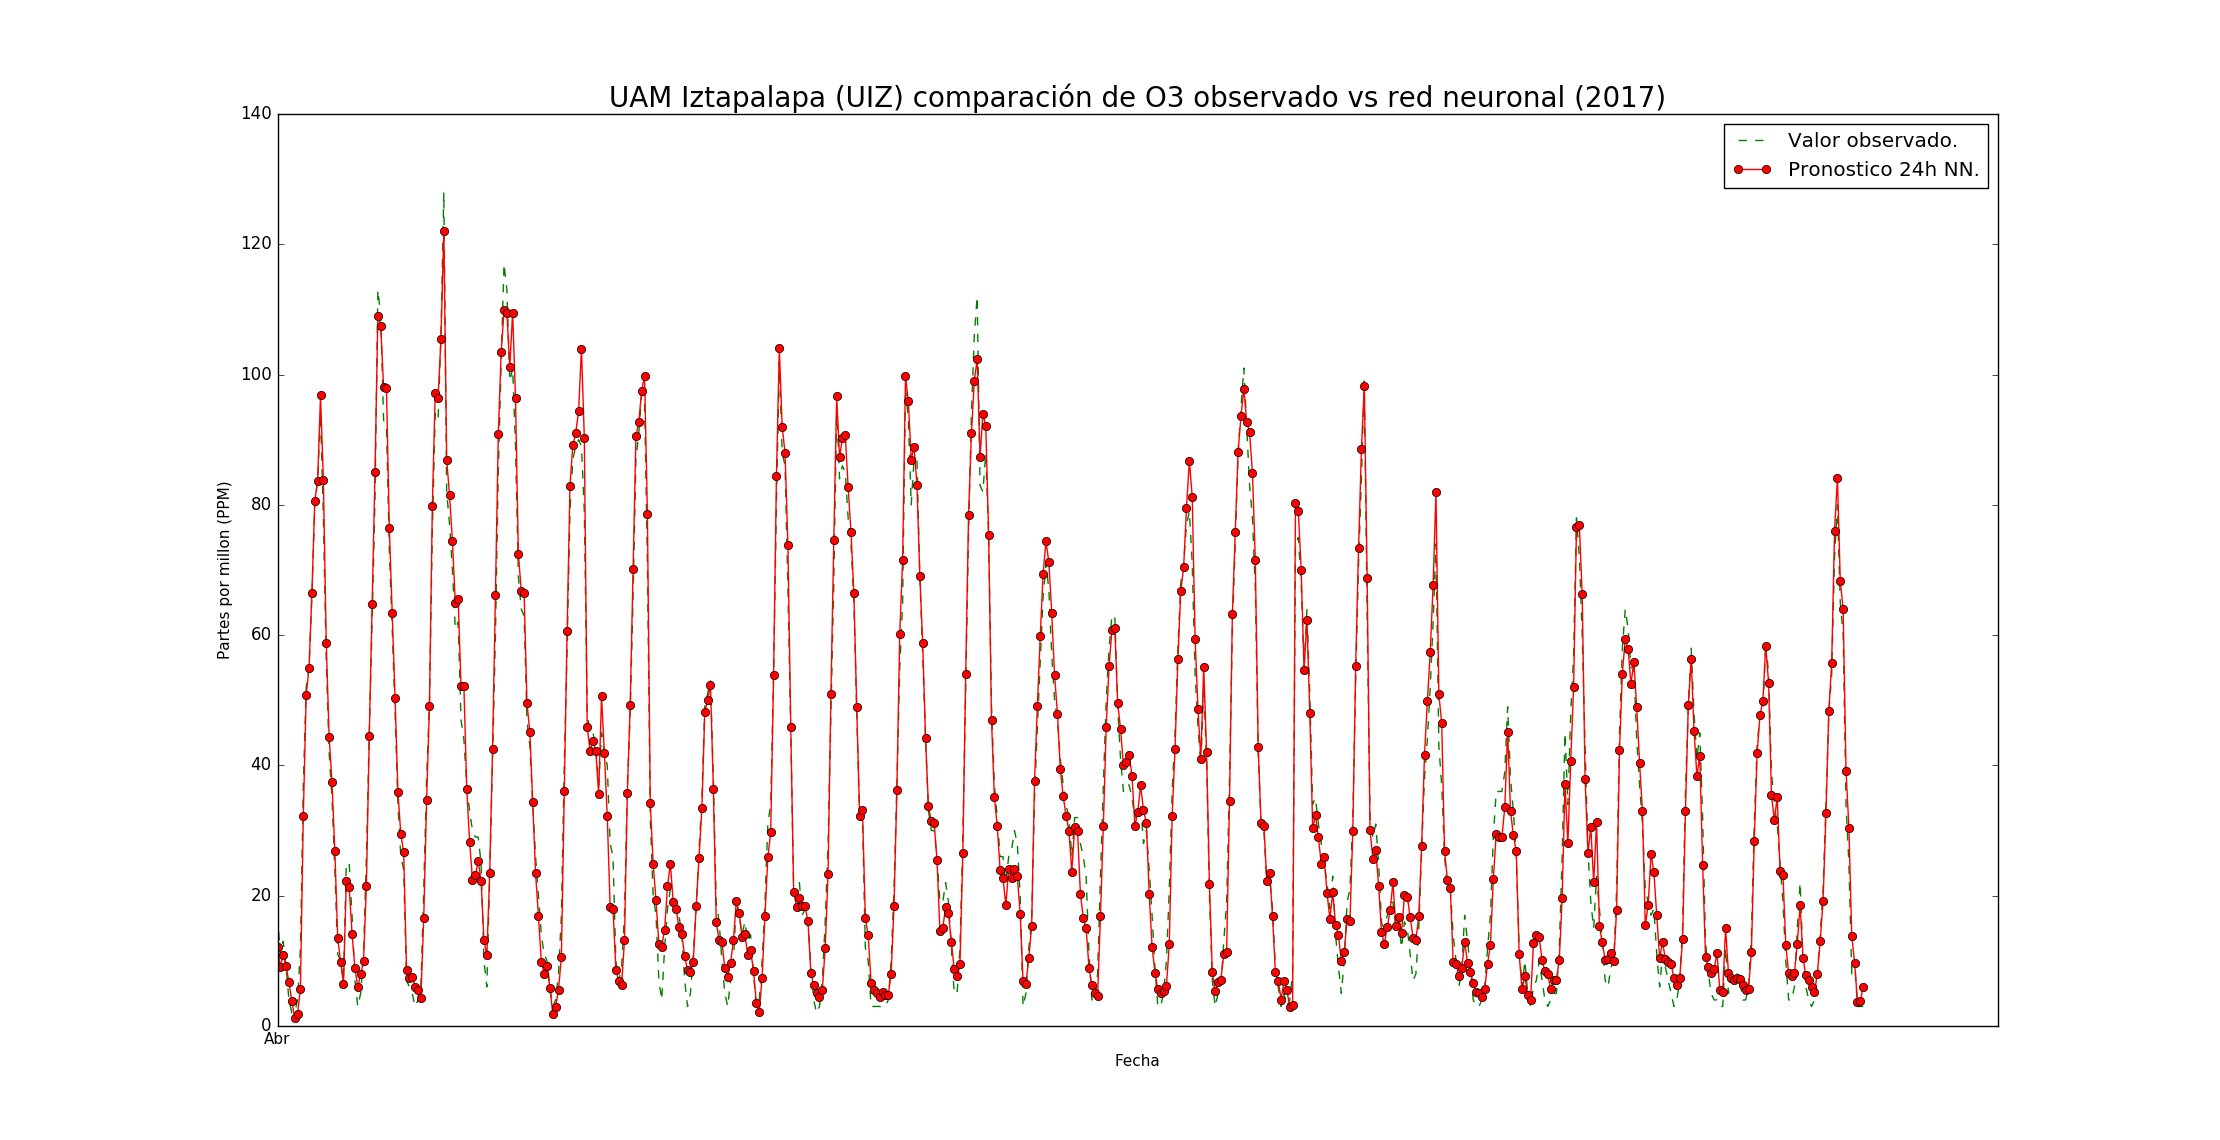 UAM Iztapalapa (UIZ) comparación de O3 observado vs red neuronal (2017)
140
120
100
80
60
40
20
0
Partes por millon (PPM)
Valor observado.
Pronostico 24h NN.
Abr
Fecha